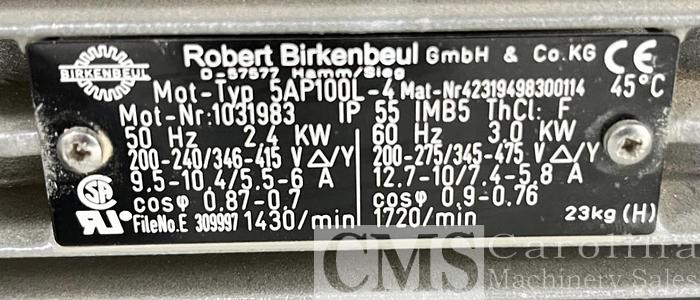 BIRKENBEUL
Robert Birkenbeul GmbH & Co.KG CE
D-57577 Hamm/Sieg
Mot-Typ 5AP100L-4 Mat-Nr42319498300114 45°C
Mot-Nr:1031983 IP 55 IMB5 ThCl: F
50 Hz 2.4 KW 60 Hz 3.0 KW
200-240/346-415 V △/Y 200-275/345-475 V △/Y
9.5-10.4/5.5-6 A 12.7-10/7.4-5.8 A
cosφ 0.87-0.7 cosφ 0.9-0.76
FileNo.E 309997 1430/min 1720/min 23kg (H)
CMS Carolina
Machinery Sales